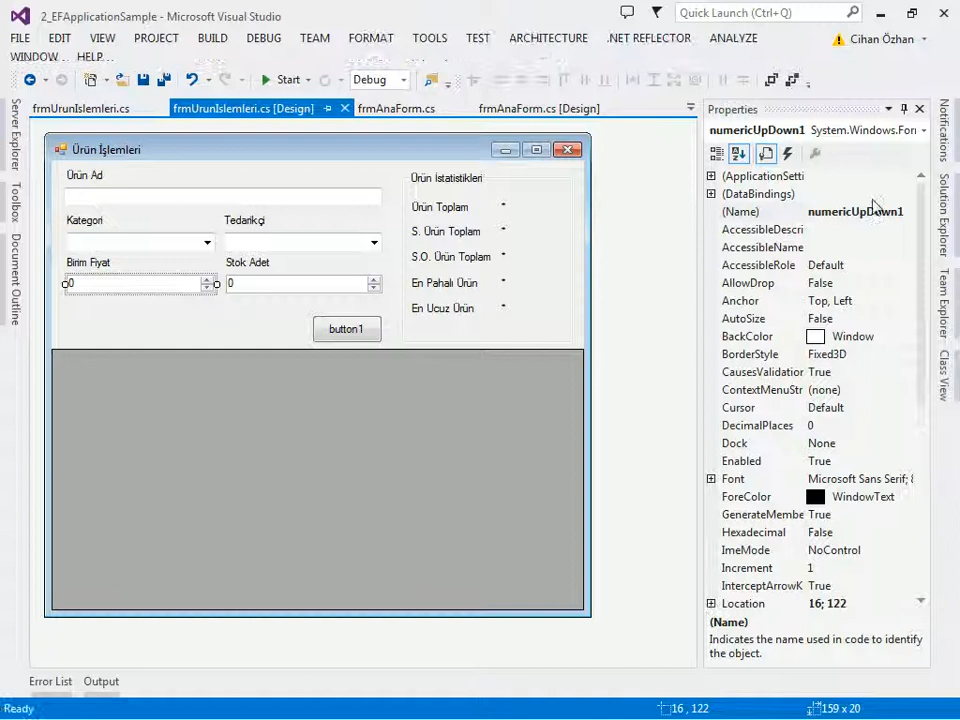 2_EFApplicationSample - Microsoft Visual Studio
Quick Launch (Ctrl+Q)
FILE EDIT VIEW PROJECT BUILD DEBUG TEAM FORMAT TOOLS TEST ARCHITECTURE .NET REFLECTOR ANALYZE
Cihan Özhan
WINDOW HELP
Start
Debug
frmUrunIslemleri.cs
frmUrunIslemleri.cs [Design]
frmAnaForm.cs
frmAnaForm.cs [Design]
Server Explorer
Toolbox
Document Outline
Ürün İşlemleri
Ürün Ad
Kategori
Tedarikçi
Birim Fiyat
Stok Adet
0
0
button1
Ürün İstatistikleri
Ürün Toplam
S. Ürün Toplam
S.O. Ürün Toplam
En Pahalı Ürün
En Ucuz Ürün
Properties
numericUpDown1 System.Windows.For
(ApplicationSetti
(DataBindings)
(Name) numericUpDown1
AccessibleDescri
AccessibleName
AccessibleRole Default
AllowDrop False
Anchor Top, Left
AutoSize False
BackColor Window
BorderStyle Fixed3D
CausesValidation True
ContextMenuStr (none)
Cursor Default
DecimalPlaces 0
Dock None
Enabled True
Font Microsoft Sans Serif; 8
ForeColor WindowText
GenerateMembe True
Hexadecimal False
ImeMode NoControl
Increment 1
InterceptArrowK True
Location 16; 122
(Name)
Indicates the name used in code to identify
the object.
Notifications
Solution Explorer
Team Explorer
Class View
Error List Output
Ready
16 , 122
159 x 20